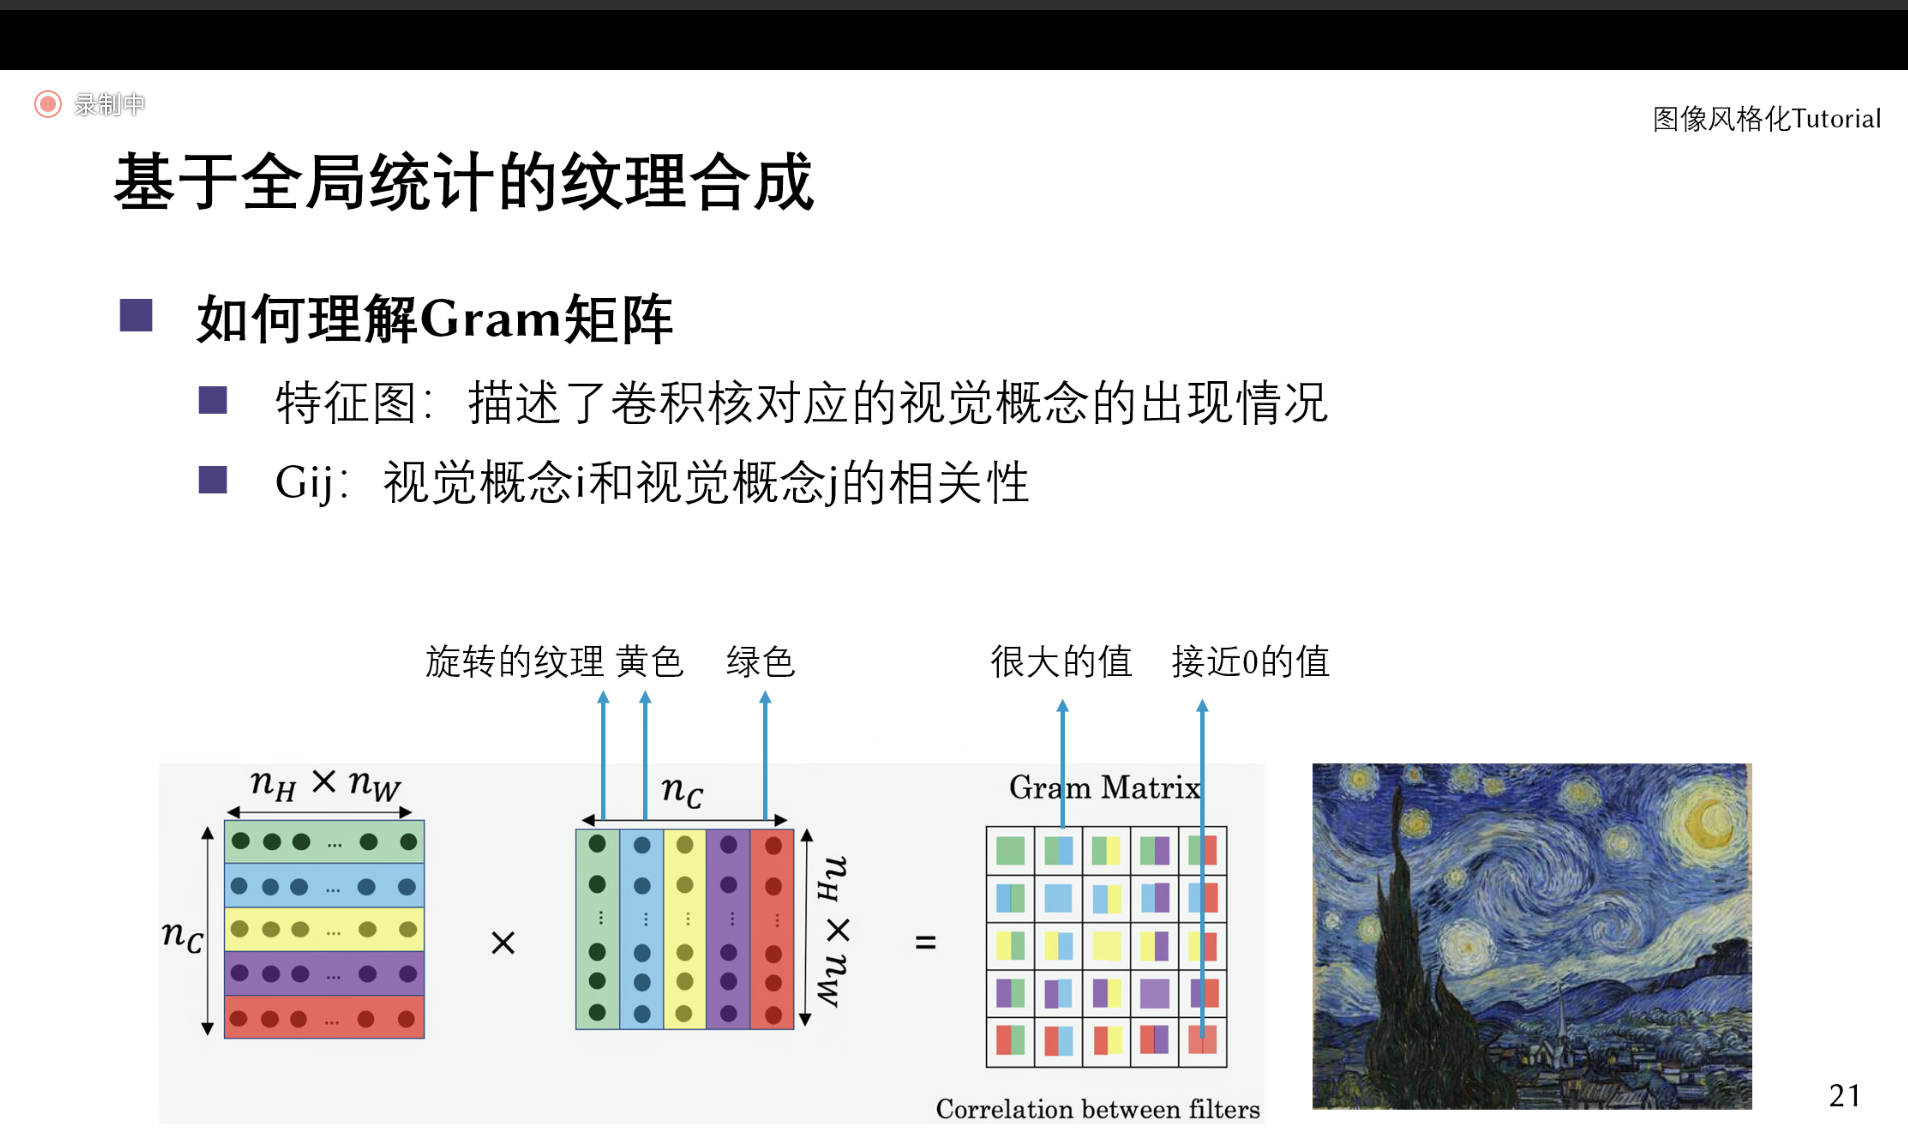 录制中
图像风格化Tutorial
基于全局统计的纹理合成
如何理解Gram矩阵
特征图：描述了卷积核对应的视觉概念的出现情况
Gij：视觉概念i和视觉概念j的相关性
旋转的纹理 黄色 绿色 很大的值 接近0的值
n_H × n_W
n_C
Gram Matrix
n_C
...
...
...
...
...
×
n_H × n_W
=
Correlation between filters
21